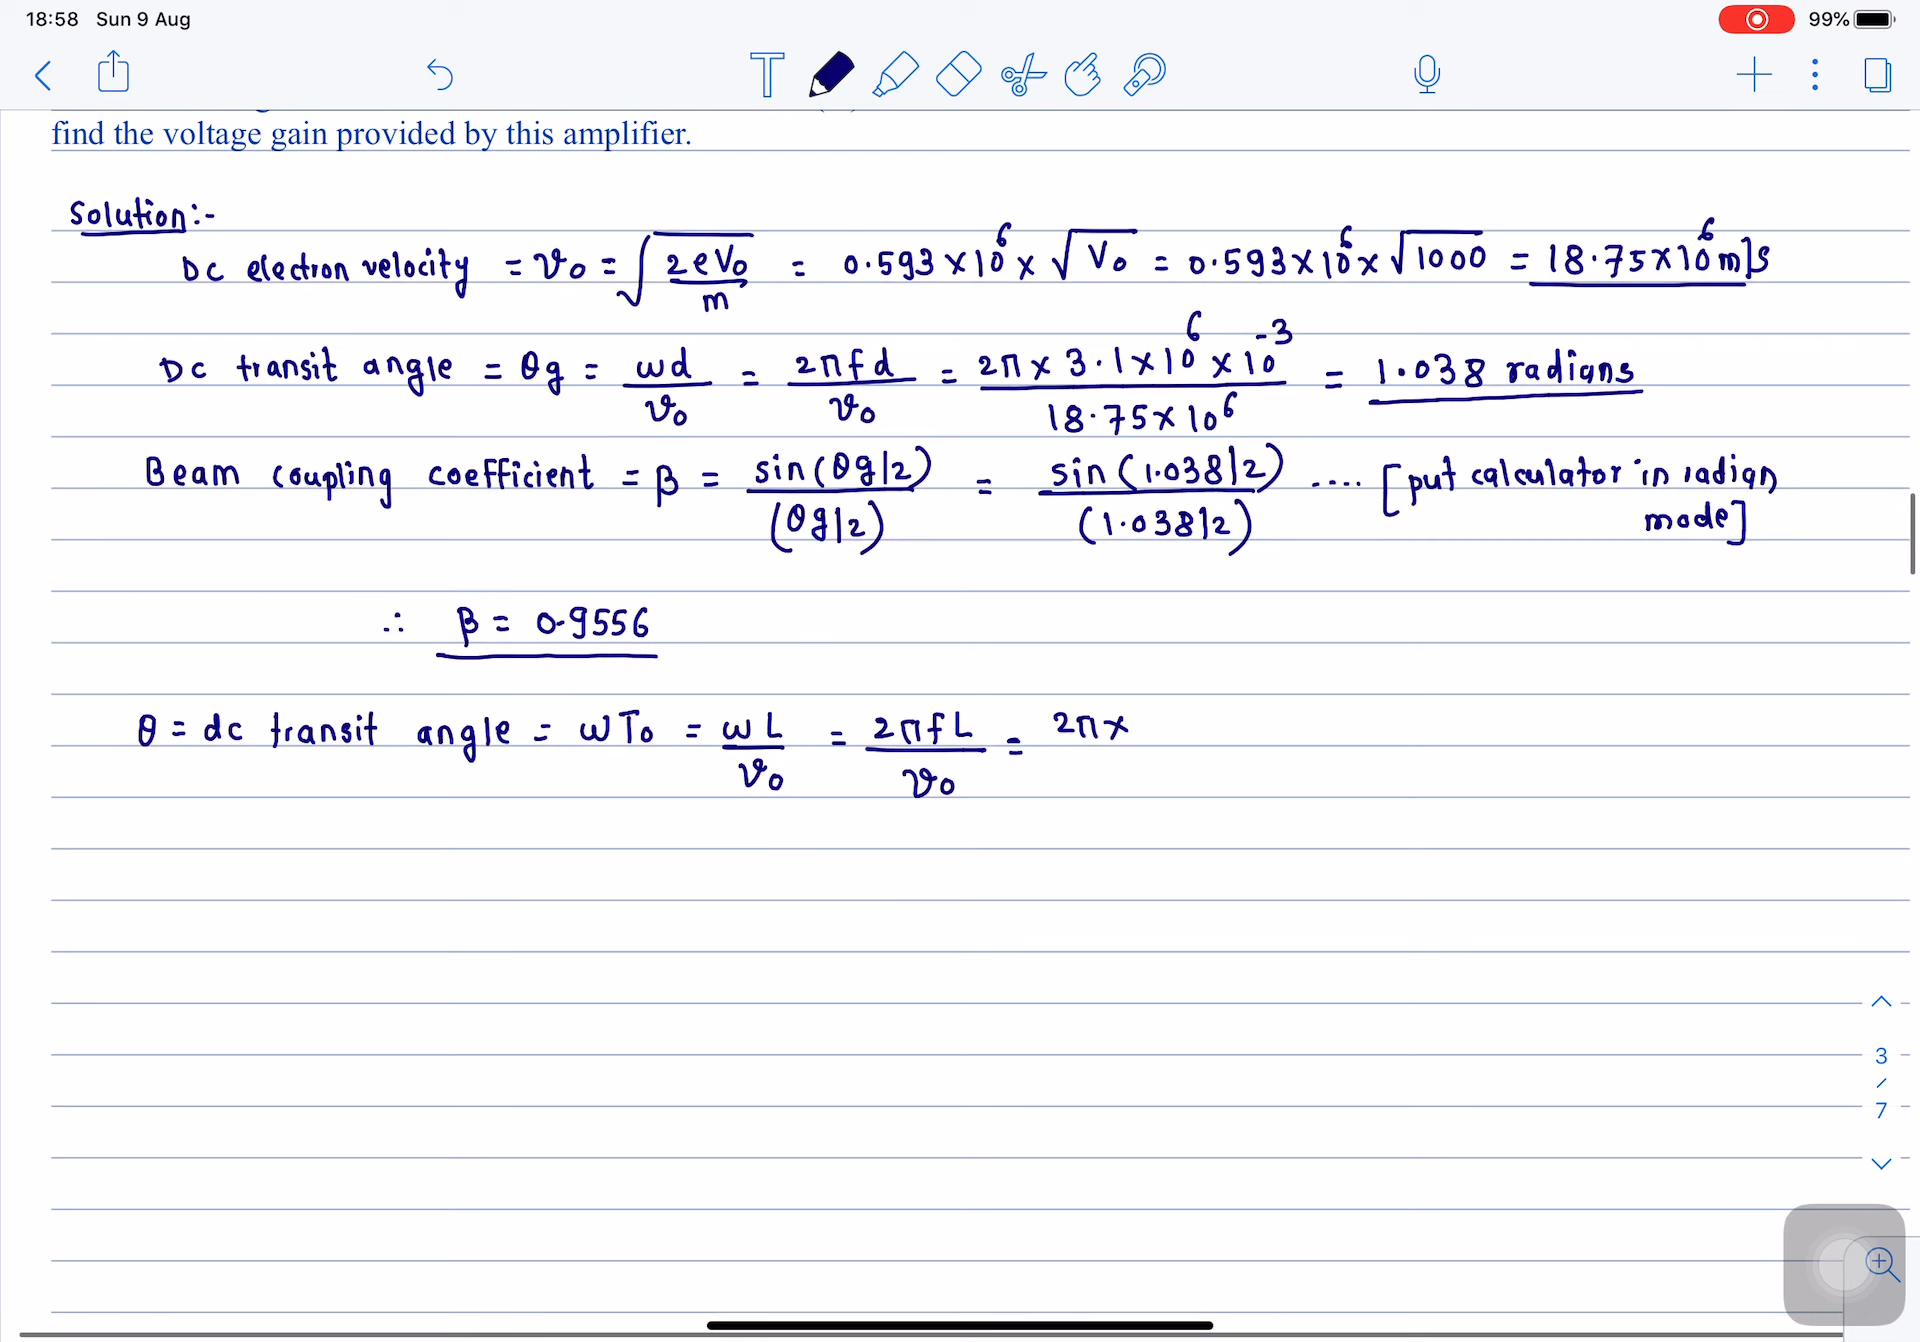 18:58 Sun 9 Aug 99%
find the voltage gain provided by this amplifier.
Solution:-
Dc electron velocity = v₀ = √(2eV₀/m) = 0.593×10⁶ × √V₀ = 0.593×10⁶× √1000 = 18.75×10⁶ m/s
Dc transit angle = θg = ωd/v₀ = 2πfd/v₀ = 2π× 3.1×10⁶ × 10⁻³/18.75×10⁶ = 1.038 radians
Beam coupling coefficient = β = sin(θg/2)/(θg/2) = sin(1.038/2)/(1.038/2) .... [put calculator in radian
mode]
∴ β = 0.9556
θ = dc transit angle = ωT₀ = ωL/v₀ = 2πfL/v₀ = 2π×
3
/
7